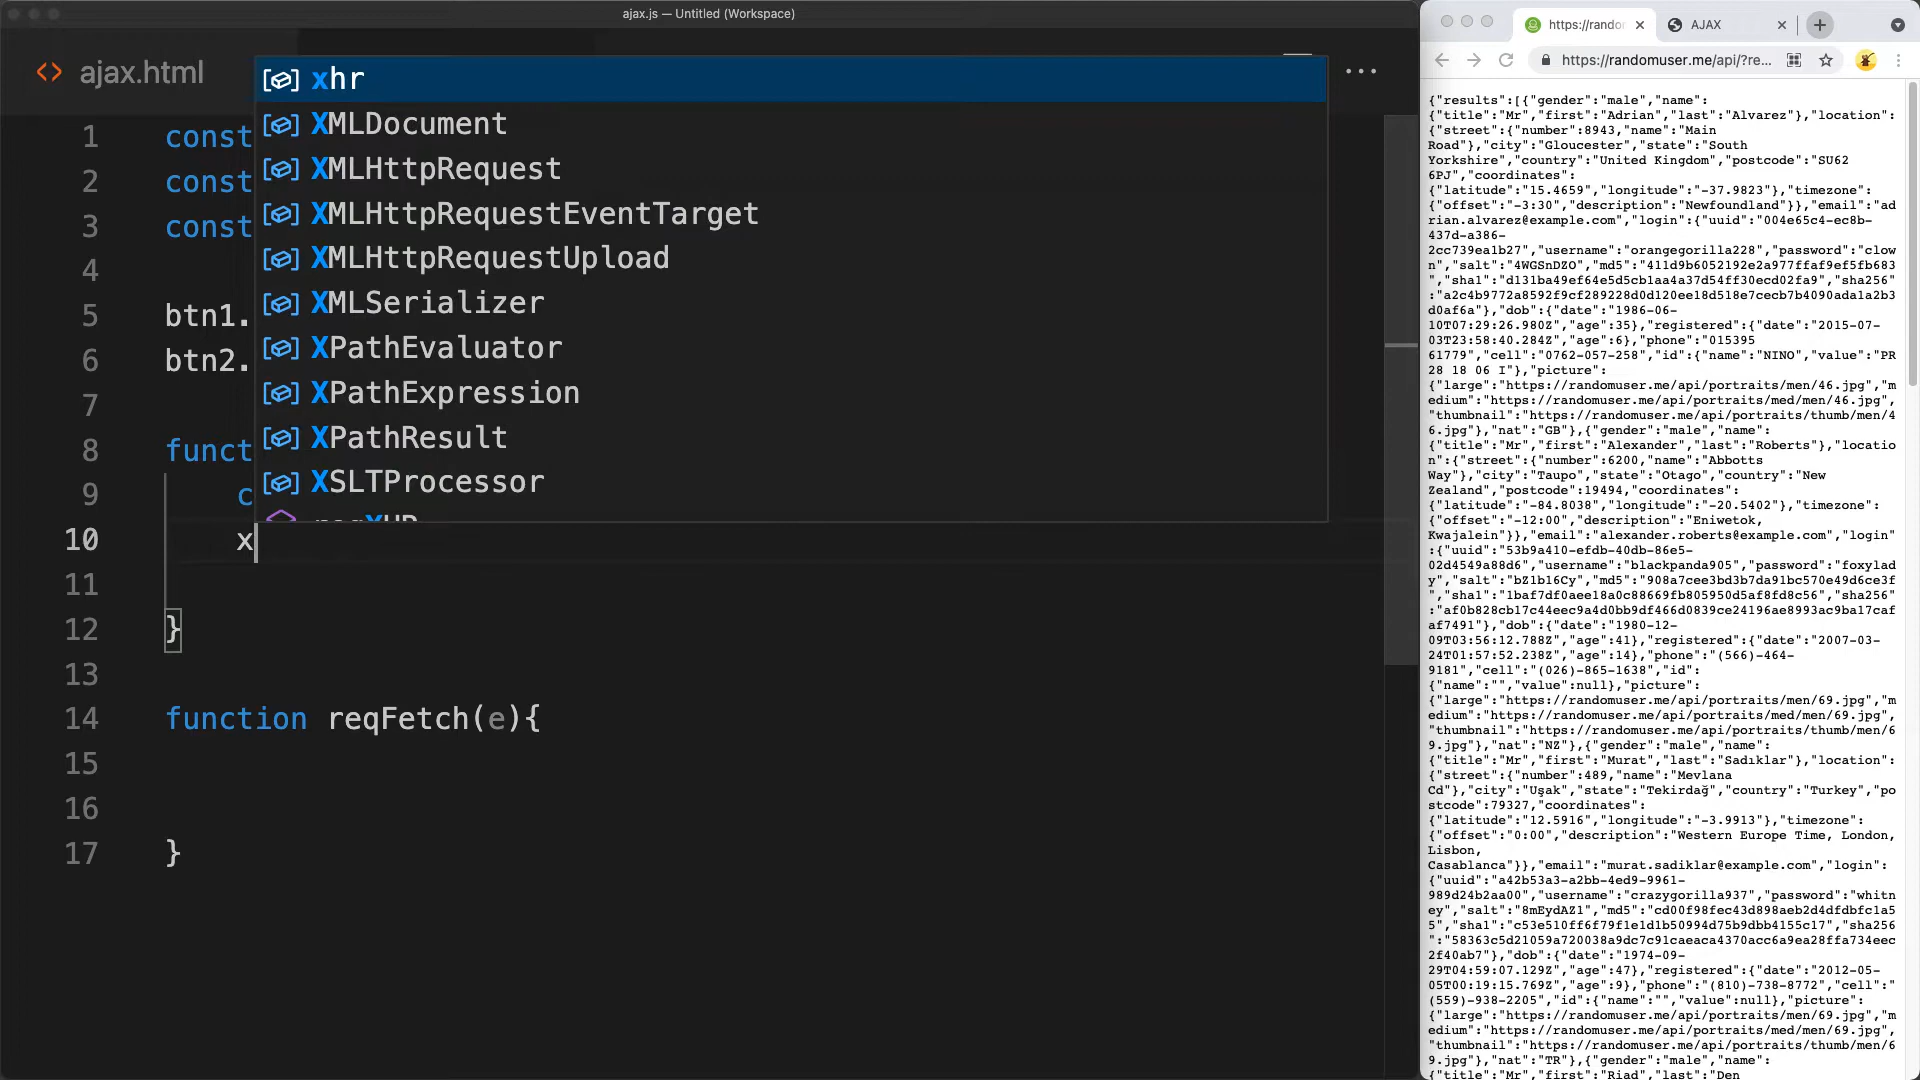 ajax.js — Untitled (Workspace)
ajax.html
xhr
XMLDocument
XMLHttpRequest
XMLHttpRequestEventTarget
XMLHttpRequestUpload
XMLSerializer
XPathEvaluator
XPathExpression
XPathResult
XSLTProcessor
1 const
2 const
3 const
4
5 btn1.
6 btn2.
7
8 funct
9 c
10 x
11
12 }
13
14 function reqFetch(e){
15
16
17 }
https://rando
AJAX
https://randomuser.me/api/?re...
{"results":[{"gender":"male","name":
{"title":"Mr","first":"Adrian","last":"Alvarez"},"location":
{"street":{"number":8943,"name":"Main
Road"},"city":"Gloucester","state":"South
Yorkshire","country":"United Kingdom","postcode":"SU62
6PJ","coordinates":
{"latitude":"15.4659","longitude":"-37.9823"},"timezone":
{"offset":"-3:30","description":"Newfoundland"}},"email":"ad
rian.alvarez@example.com","login":{"uuid":"004e65c4-ec8b-
437d-a386-
2cc739ea1b27","username":"orangegorilla228","password":"clow
n","salt":"4WGSnDZO","md5":"411d9b6052192e2a977ffaf9ef5fb683
","sha1":"d131ba49ef64e5d5cb1aa4a37d54ff30ecd02fa9","sha256"
:"a2c4b9772a8592f9cf289228d0d120ee18d518e7cecb7b4090ada1a2b3
d0af6a"},"dob":{"date":"1986-06-
10T07:29:26.980Z","age":35},"registered":{"date":"2015-07-
03T23:58:40.284Z","age":6},"phone":"015395
61779","cell":"0762-057-258","id":{"name":"NINO","value":"PR
28 18 06 I"},"picture":
{"large":"https://randomuser.me/api/portraits/men/46.jpg","m
edium":"https://randomuser.me/api/portraits/med/men/46.jpg",
"thumbnail":"https://randomuser.me/api/portraits/thumb/men/4
6.jpg"},"nat":"GB"},{"gender":"male","name":
{"title":"Mr","first":"Alexander","last":"Roberts"},"locatio
n":{"street":{"number":6200,"name":"Abbotts
Way"},"city":"Taupo","state":"Otago","country":"New
Zealand","postcode":19494,"coordinates":
{"latitude":"-84.8038","longitude":"-20.5402"},"timezone":
{"offset":"-12:00","description":"Eniwetok,
Kwajalein"}},"email":"alexander.roberts@example.com","login"
:{"uuid":"53b9a410-efdb-40db-86e5-
02d4549a88d6","username":"blackpanda905","password":"foxylad
y","salt":"bZ1b16Cy","md5":"908a7cee3bd3b7da91bc570e49d6ce3f
","sha1":"1baf7df0aee18a0c88669fb805950d5af8fd8c56","sha256"
:"af0b828cb17c44eec9a4d0bb9df466d0839ce24196ae8993ac9ba17caf
af7491"},"dob":{"date":"1980-12-
09T03:56:12.788Z","age":41},"registered":{"date":"2007-03-
24T01:57:52.238Z","age":14},"phone":"(566)-464-
9181","cell":"(026)-865-1638","id":
{"name":"","value":null},"picture":
{"large":"https://randomuser.me/api/portraits/men/69.jpg","m
edium":"https://randomuser.me/api/portraits/med/men/69.jpg",
"thumbnail":"https://randomuser.me/api/portraits/thumb/men/6
9.jpg"},"nat":"NZ"},{"gender":"male","name":
{"title":"Mr","first":"Murat","last":"Sadıklar"},"location":
{"street":{"number":489,"name":"Mevlana
Cd"},"city":"Uşak","state":"Tekirdağ","country":"Turkey","po
stcode":79327,"coordinates":
{"latitude":"12.5916","longitude":"-3.9913"},"timezone":
{"offset":"0:00","description":"Western Europe Time, London,
Lisbon,
Casablanca"}},"email":"murat.sadiklar@example.com","login":
{"uuid":"a42b53a3-a2bb-4ed9-9961-
989d24b2aa00","username":"crazygorilla937","password":"whitn
ey","salt":"8mEydAZ1","md5":"cd00f98fec43d898aeb2d4dfdbfc1a5
5","sha1":"c53e510ff6f79f1e1d1b50994d75b9dbb4155c17","sha256
":"58363c5d21059a720038a9dc7c91caeaca4370acc6a9ea28ffa734eec
2f40ab7"},"dob":{"date":"1974-09-
29T04:59:07.129Z","age":47},"registered":{"date":"2012-05-
05T00:19:15.769Z","age":9},"phone":"(810)-738-8772","cell":"
(559)-938-2205","id":{"name":"","value":null},"picture":
{"large":"https://randomuser.me/api/portraits/men/69.jpg","m
edium":"https://randomuser.me/api/portraits/med/men/69.jpg",
"thumbnail":"https://randomuser.me/api/portraits/thumb/men/6
9.jpg"},"nat":"TR"},{"gender":"male","name":
{"title":"Mr","first":"Riad","last":"Den